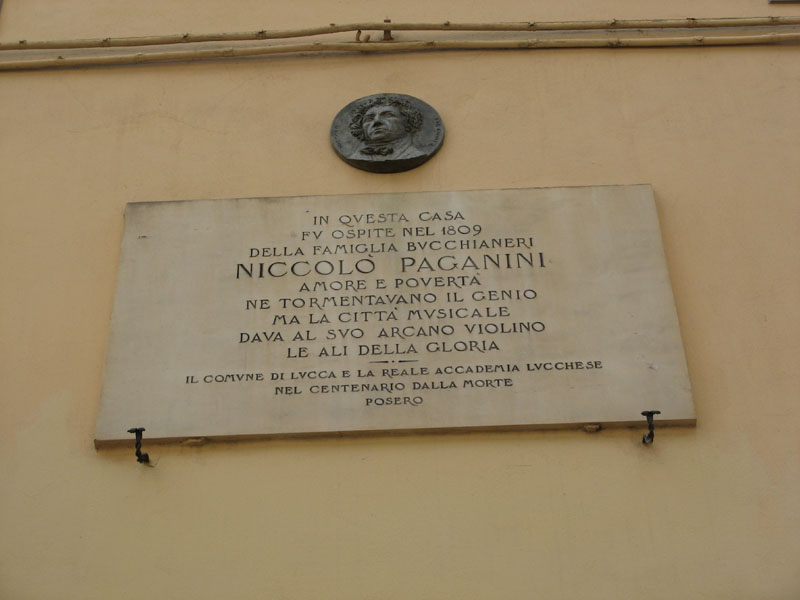 IN QVESTA CASA
FV OSPITE NEL 1809
DELLA FAMIGLIA BVCCHIANERI
NICCOLÒ PAGANINI
AMORE E POVERTÀ
NE TORMENTAVANO IL GENIO
MA LA CITTÀ MVSICALE
DAVA AL SVO ARCANO VIOLINO
LE ALI DELLA GLORIA
IL COMVNE DI LVCCA E LA REALE ACCADEMIA LVCCHESE
NEL CENTENARIO DALLA MORTE
POSERO